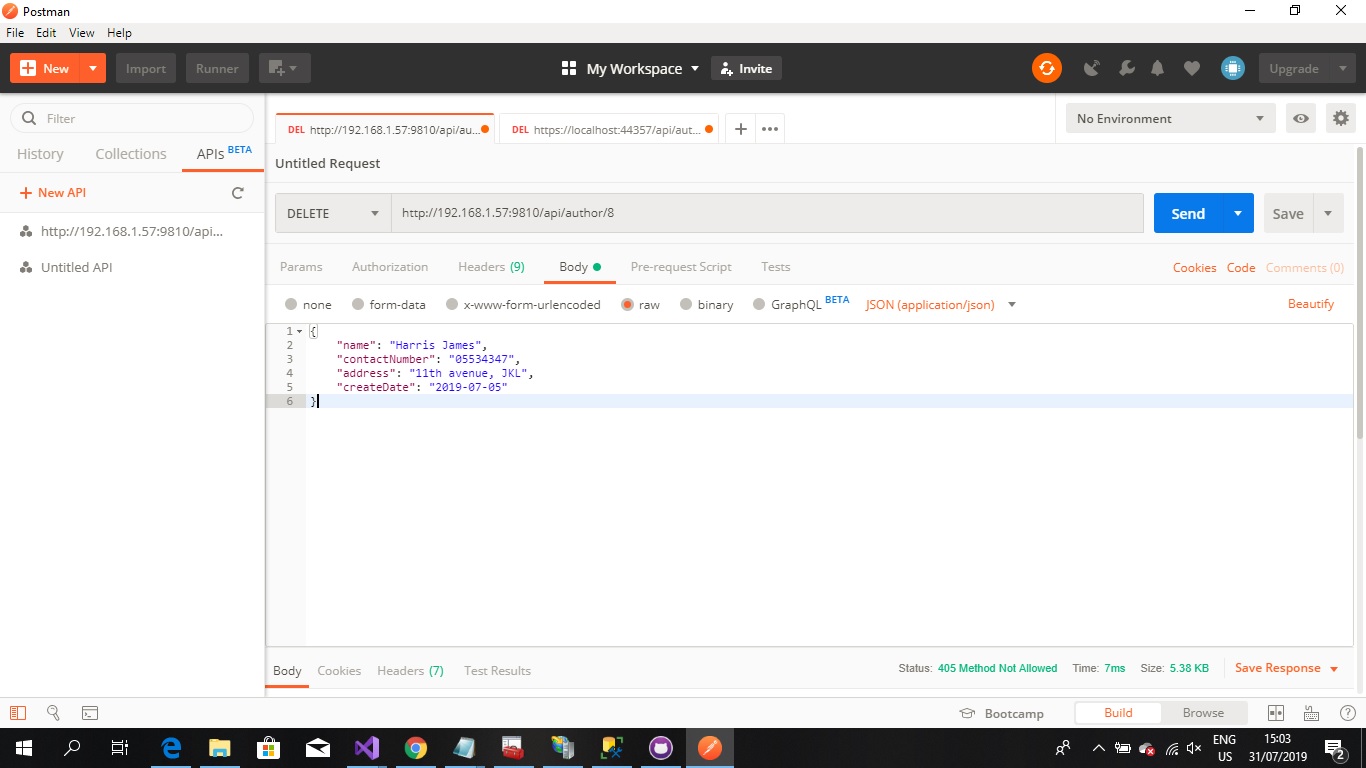 Postman
File Edit View Help
New Import Runner My Workspace Invite Upgrade
Filter
History Collections APIs BETA
New API
http://192.168.1.57:9810/api...
Untitled API
DEL http://192.168.1.57:9810/api/au... DEL https://localhost:44357/api/aut... No Environment
Untitled Request
DELETE http://192.168.1.57:9810/api/author/8 Send Save
Params Authorization Headers (9) Body Pre-request Script Tests Cookies Code Comments (0)
none form-data x-www-form-urlencoded raw binary GraphQL BETA JSON (application/json) Beautify
1 {
2 "name": "Harris James",
3 "contactNumber": "05534347",
4 "address": "11th avenue, JKL",
5 "createDate": "2019-07-05"
6 }
Body Cookies Headers (7) Test Results Status: 405 Method Not Allowed Time: 7ms Size: 5.38 KB Save Response
Bootcamp Build Browse
ENG 15:03
US 31/07/2019 2